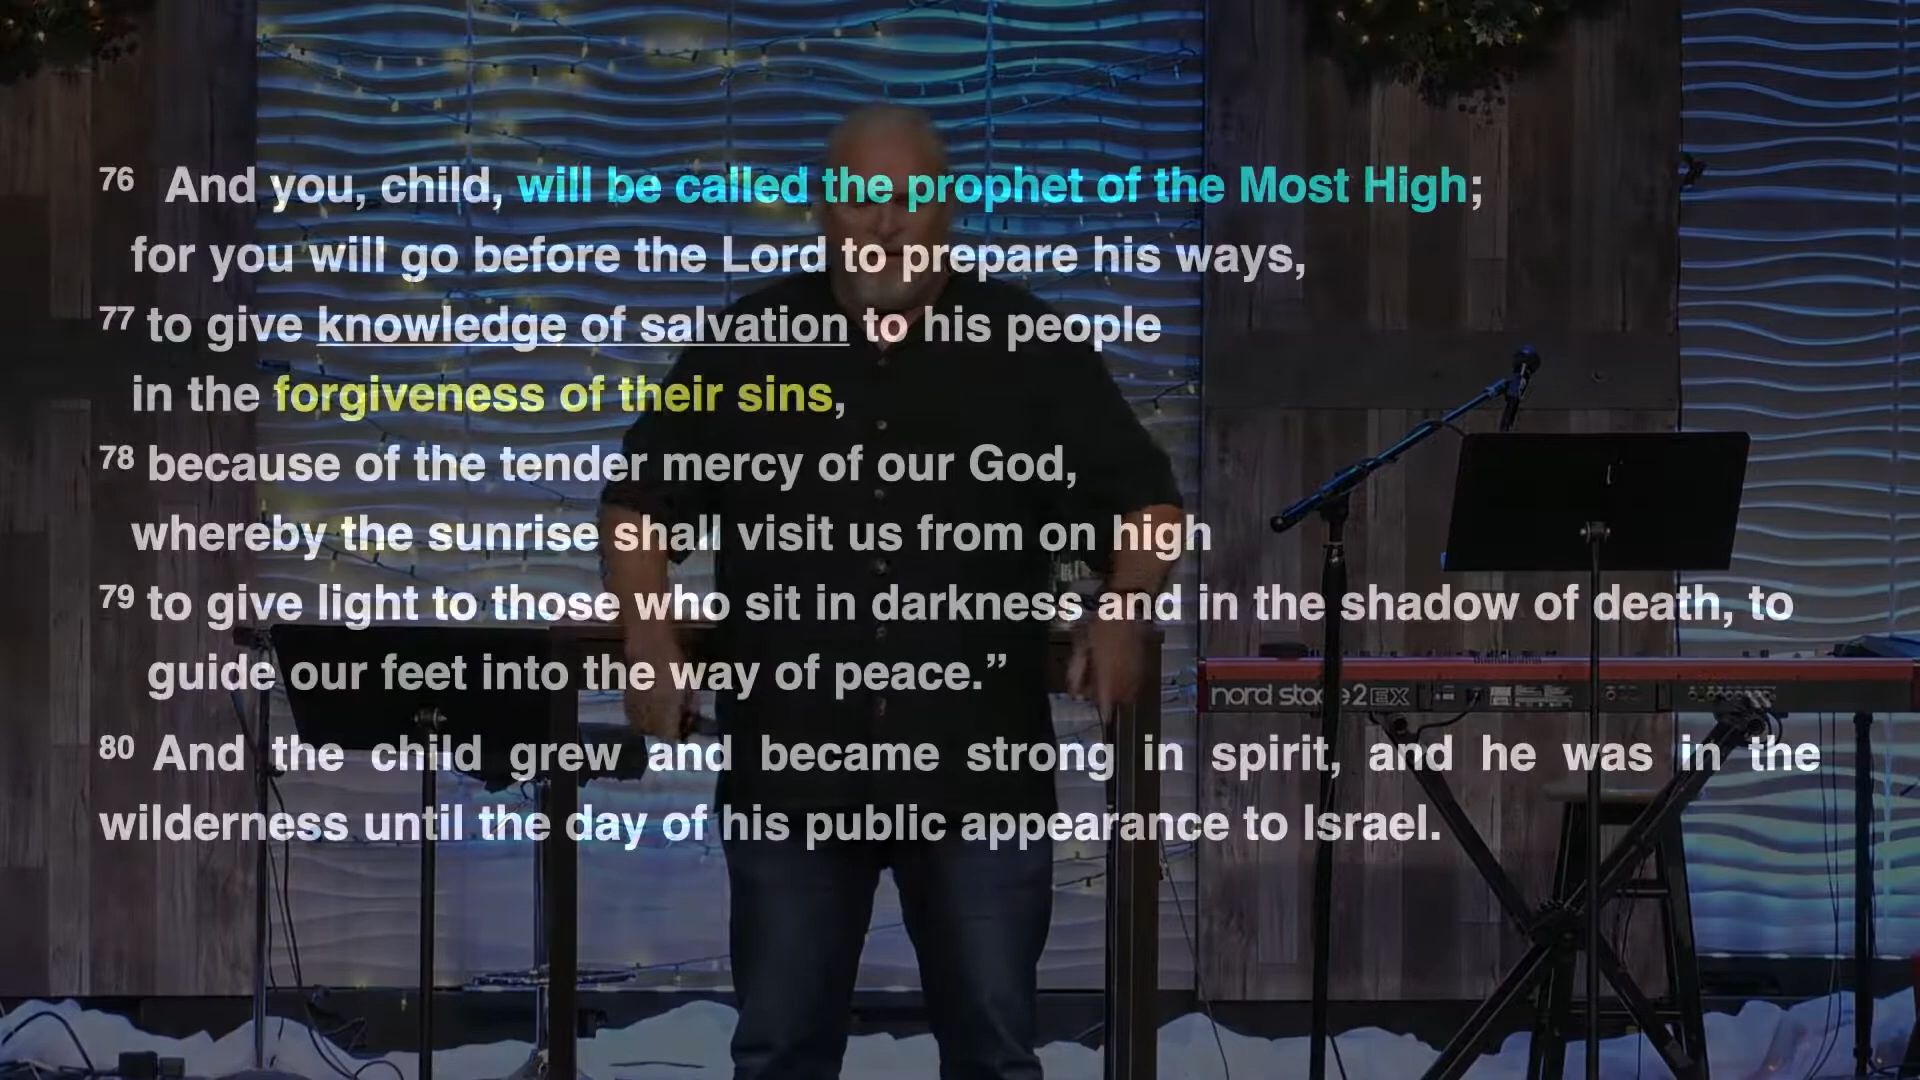 76 And you, child, will be called the prophet of the Most High;
for you will go before the Lord to prepare his ways,
77 to give knowledge of salvation to his people
in the forgiveness of their sins,
78 because of the tender mercy of our God,
whereby the sunrise shall visit us from on high
79 to give light to those who sit in darkness and in the shadow of death, to
guide our feet into the way of peace.”
80 And the child grew and became strong in spirit, and he was in the
wilderness until the day of his public appearance to Israel.
nord stage 2 EX